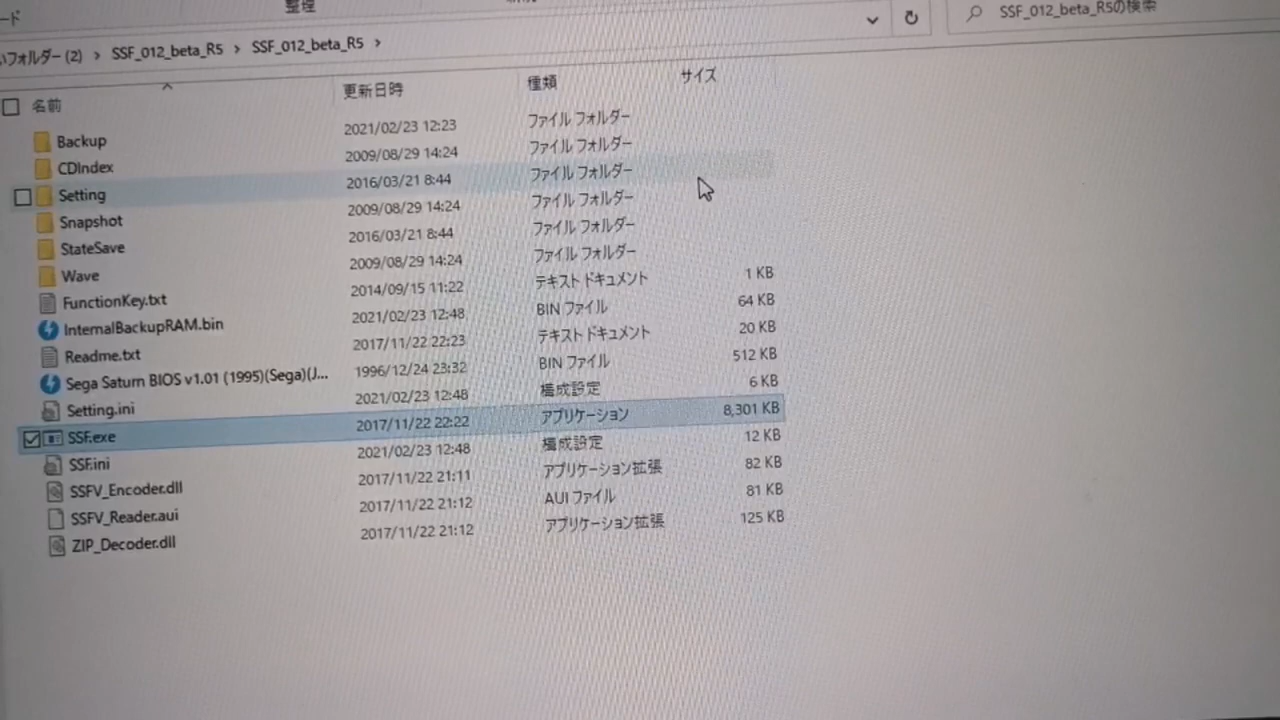 ード 整理
いフォルダー (2) › SSF_012_beta_R5 › SSF_012_beta_R5 › SSF_012_beta_R5の検索
名前 更新日時 種類 サイズ
Backup 2021/02/23 12:23 ファイル フォルダー
CDIndex 2009/08/29 14:24 ファイル フォルダー
Setting 2016/03/21 8:44 ファイル フォルダー
Snapshot 2009/08/29 14:24 ファイル フォルダー
StateSave 2016/03/21 8:44 ファイル フォルダー
Wave 2009/08/29 14:24 ファイル フォルダー
FunctionKey.txt 2014/09/15 11:22 テキスト ドキュメント 1 KB
InternalBackupRAM.bin 2021/02/23 12:48 BIN ファイル 64 KB
Readme.txt 2017/11/22 22:23 テキスト ドキュメント 20 KB
Sega Saturn BIOS v1.01 (1995)(Sega)(J... 1996/12/24 23:32 BIN ファイル 512 KB
Setting.ini 2021/02/23 12:48 構成設定 6 KB
SSF.exe 2017/11/22 22:22 アプリケーション 8,301 KB
SSF.ini 2021/02/23 12:48 構成設定 12 KB
SSFV_Encoder.dll 2017/11/22 21:11 アプリケーション拡張 82 KB
SSFV_Reader.aui 2017/11/22 21:12 AUI ファイル 81 KB
ZIP_Decoder.dll 2017/11/22 21:12 アプリケーション拡張 125 KB